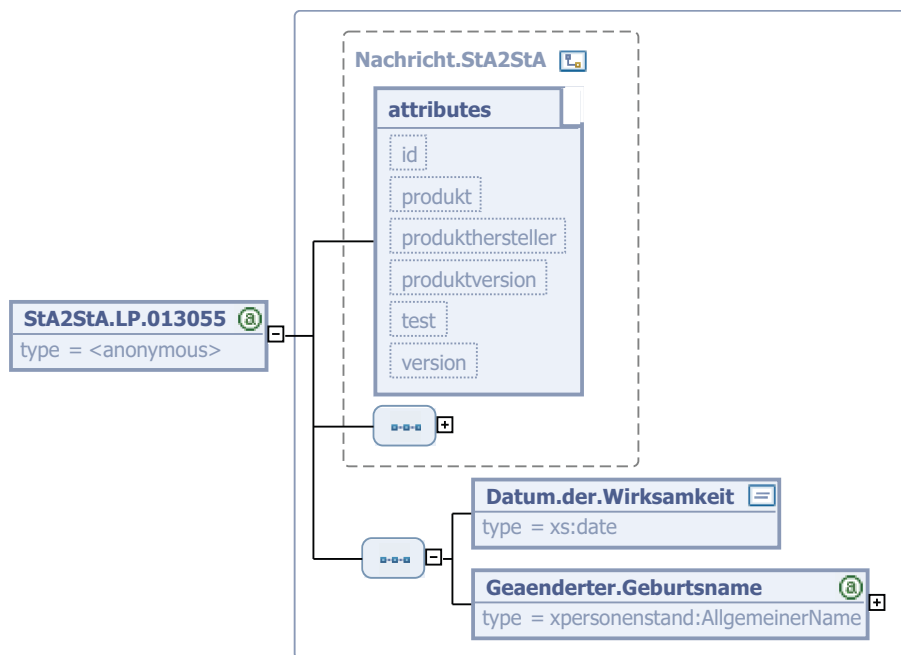 Nachricht.StA2StA
attributes
id
produkt
produkthersteller
produktversion
test
version
StA2StA.LP.013055
type = <anonymous>
Datum.der.Wirksamkeit
type = xs:date
Geaenderter.Geburtsname
type = xpersonenstand:AllgemeinerName